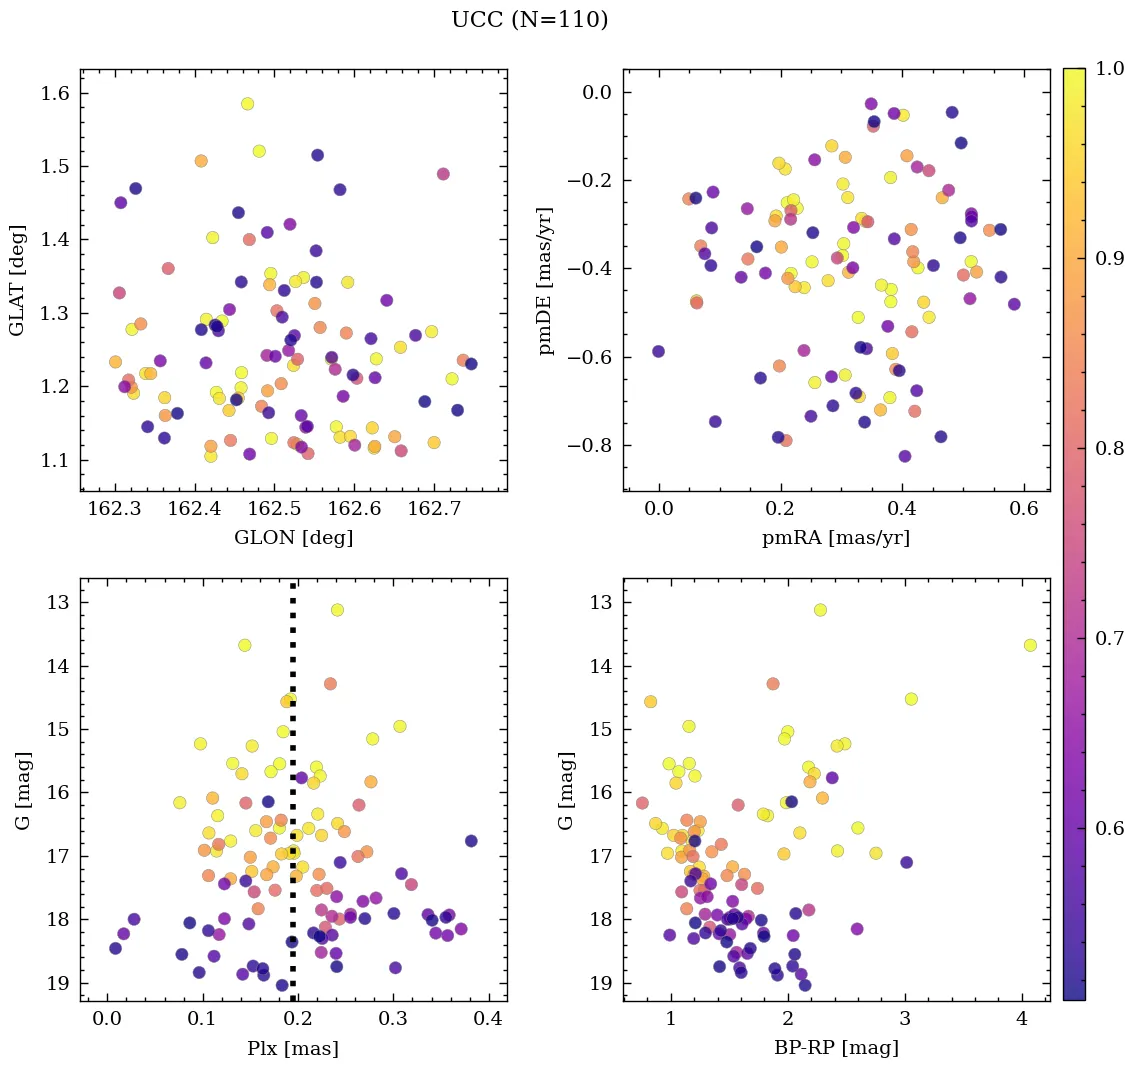 UCC (N=110)
1.6
1.5
1.4
1.3
1.2
1.1
GLAT [deg]
162.3 162.4 162.5 162.6 162.7
GLON [deg]
0.0
−0.2
−0.4
−0.6
−0.8
pmDE [mas/yr]
0.0 0.2 0.4 0.6
pmRA [mas/yr]
1.0
0.9
0.8
0.7
0.6
13
14
15
16
17
18
19
G [mag]
0.0 0.1 0.2 0.3 0.4
Plx [mas]
13
14
15
16
17
18
19
G [mag]
1 2 3 4
BP-RP [mag]